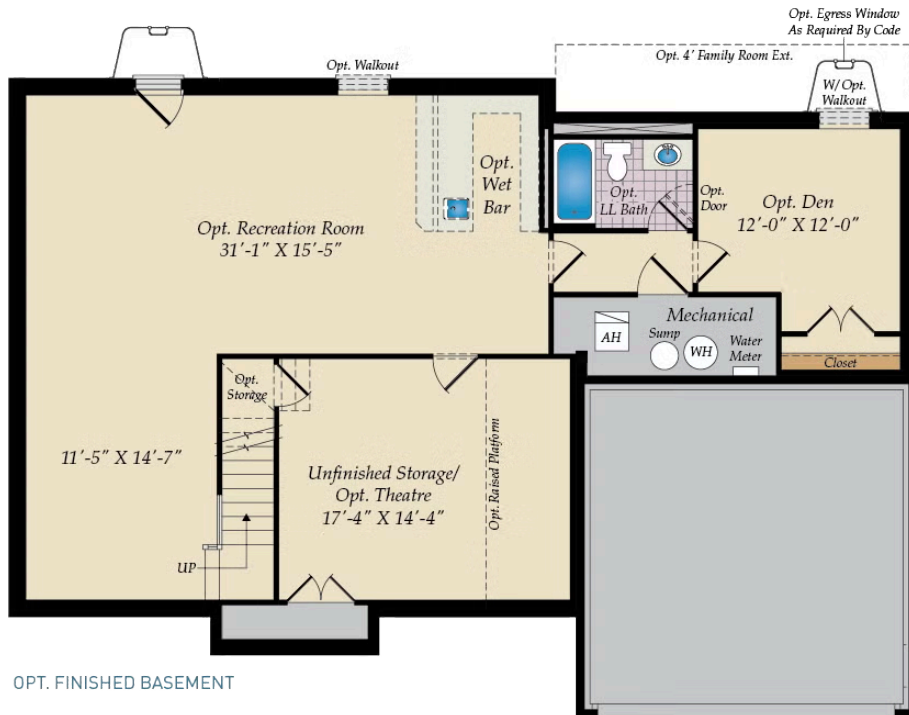 Opt. Egress Window
As Required By Code
Opt. Walkout
Opt. 4' Family Room Ext.
W/ Opt.
Walkout
Opt.
Wet
Bar
Opt.
LL Bath
Opt.
Door
Opt. Den
12'-0" X 12'-0"
Opt. Recreation Room
31'-1" X 15'-5"
Mechanical
AH
Sump
WH
Water
Meter
Closet
Opt.
Storage
11'-5" X 14'-7"
Unfinished Storage/
Opt. Theatre
17'-4" X 14'-4"
Opt. Raised Platform
UP
OPT. FINISHED BASEMENT